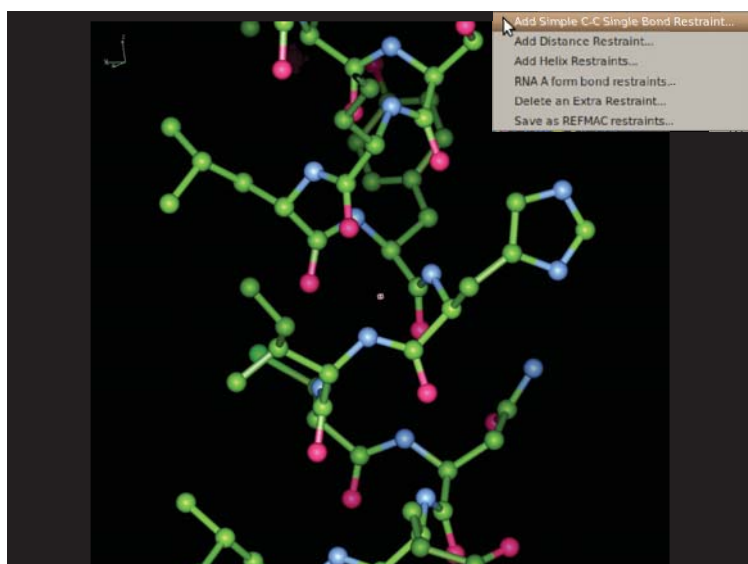 Add Simple C-C Single Bond Restraint...
Add Distance Restraint...
Add Helix Restraints...
RNA A form bond restraints...
Delete an Extra Restraint...
Save as REFMAC restraints...